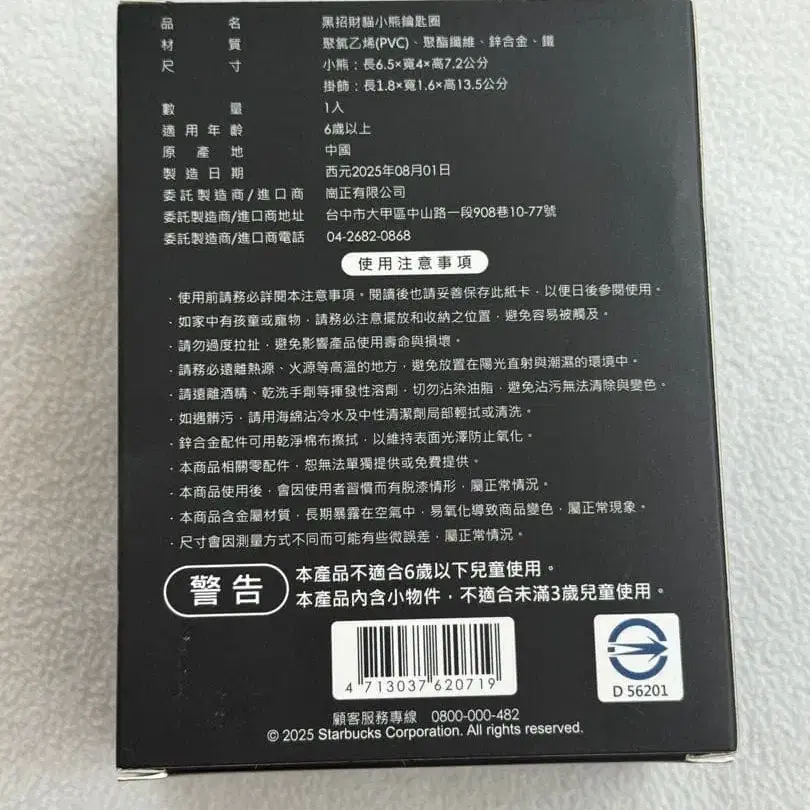 品名 黑招財貓小熊鑰匙圈
材質 聚氯乙烯(PVC)、聚酯纖維、鋅合金、鐵
尺寸 小熊：長6.5×寬4×高7.2公分
掛飾：長1.8×寬1.6×高13.5公分
數量 1入
適用年齡 6歲以上
原產地 中國
製造日期 西元2025年08月01日
委託製造商/進口商 崗正有限公司
委託製造商/進口商地址 台中市大甲區中山路一段908巷10-77號
委託製造商/進口商電話 04-2682-0868
使用注意事項
．使用前請務必詳閱本注意事項。閱讀後也請妥善保存此紙卡，以便日後參閱使用。
．如家中有孩童或寵物，請務必注意擺放和收納之位置，避免容易被觸及。
．請勿過度拉扯，避免影響產品使用壽命與損壞。
．請務必遠離熱源、火源等高溫的地方，避免放置在陽光直射與潮濕的環境中。
．請遠離酒精、乾洗手劑等揮發性溶劑，切勿沾染油脂，避免沾污無法清除與變色。
．如遇髒污，請用海綿沾冷水及中性清潔劑局部輕拭或清洗。
．鋅合金配件可用乾淨棉布擦拭，以維持表面光澤防止氧化。
．本商品相關零配件，恕無法單獨提供或免費提供。
．本商品使用後，會因使用者習慣而有脫漆情形，屬正常情況。
．本商品含金屬材質，長期暴露在空氣中，易氧化導致商品變色，屬正常現象。
．尺寸會因測量方式不同而可能有些微誤差，屬正常情況。
警告 本產品不適合6歲以下兒童使用。
本產品內含小物件，不適合未滿3歲兒童使用。
4 713037 620719
D 56201
顧客服務專線 0800-000-482
© 2025 Starbucks Corporation. All rights reserved.